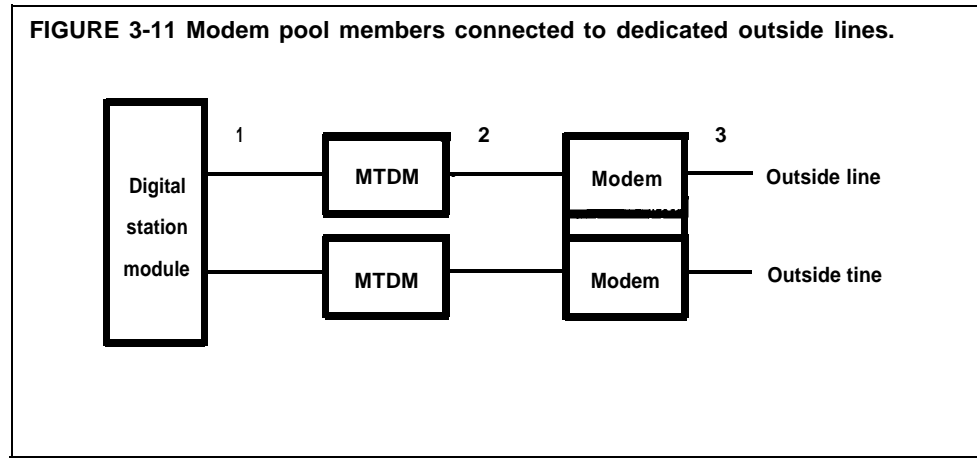 FIGURE 3-11 Modem pool members connected to dedicated outside lines.
1
2
3
Digital
station
module
MTDM
Modem
Outside line
MTDM
Modem
Outside tine